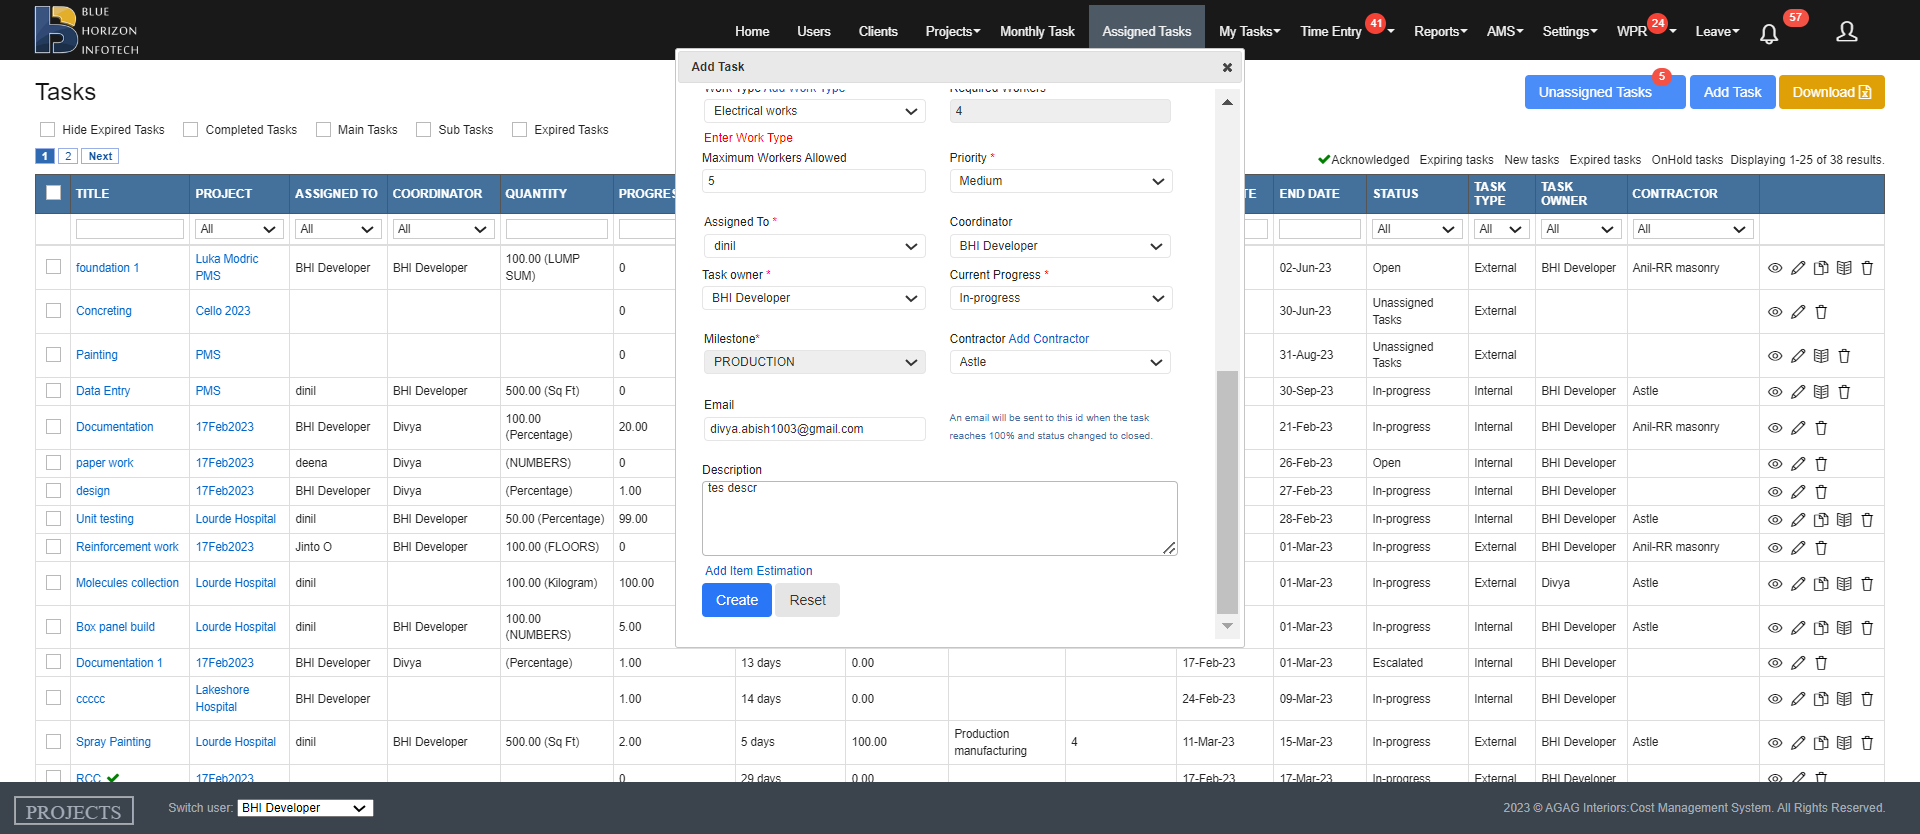 BLUE
HORIZON
INFOTECH
Home Users Clients Projects Monthly Task Assigned Tasks My Tasks Time Entry 41 Reports AMS Settings WPR 24 Leave 57
Tasks
Unassigned Tasks 5 Add Task Download
Hide Expired Tasks Completed Tasks Main Tasks Sub Tasks Expired Tasks
1 2 Next
Acknowledged Expiring tasks New tasks Expired tasks OnHold tasks Displaying 1-25 of 38 results.
Add Task
Work Type Add Work Type Required Workers
Electrical works 4
Enter Work Type
Maximum Workers Allowed Priority *
5 Medium
Assigned To * Coordinator
dinil BHI Developer
Task owner * Current Progress *
BHI Developer In-progress
Milestone* Contractor Add Contractor
PRODUCTION Astle
Email
divya.abish1003@gmail.com
An email will be sent to this id when the task
reaches 100% and status changed to closed.
Description
tes descr
Add Item Estimation
Create Reset
TITLE PROJECT ASSIGNED TO COORDINATOR QUANTITY PROGRES TE END DATE STATUS TASK TYPE TASK OWNER CONTRACTOR
All All All All All All All
foundation 1 Luka Modric PMS BHI Developer BHI Developer 100.00 (LUMP SUM) 0 02-Jun-23 Open External BHI Developer Anil-RR masonry
Concreting Cello 2023 0 30-Jun-23 Unassigned Tasks External
Painting PMS 0 31-Aug-23 Unassigned Tasks External
Data Entry PMS dinil BHI Developer 500.00 (Sq Ft) 0 30-Sep-23 In-progress Internal BHI Developer Astle
Documentation 17Feb2023 BHI Developer Divya 100.00 (Percentage) 20.00 21-Feb-23 In-progress Internal BHI Developer Anil-RR masonry
paper work 17Feb2023 deena Divya (NUMBERS) 0 26-Feb-23 Open Internal BHI Developer
design 17Feb2023 BHI Developer Divya (Percentage) 1.00 27-Feb-23 In-progress Internal BHI Developer
Unit testing Lourde Hospital dinil BHI Developer 50.00 (Percentage) 99.00 28-Feb-23 In-progress Internal BHI Developer Astle
Reinforcement work 17Feb2023 Jinto O BHI Developer 100.00 (FLOORS) 0 01-Mar-23 In-progress External BHI Developer Anil-RR masonry
Molecules collection Lourde Hospital dinil 100.00 (Kilogram) 100.00 01-Mar-23 In-progress External Divya Astle
Box panel build Lourde Hospital dinil BHI Developer 100.00 (NUMBERS) 5.00 01-Mar-23 In-progress External BHI Developer Astle
Documentation 1 17Feb2023 BHI Developer Divya (Percentage) 1.00 13 days 0.00 17-Feb-23 01-Mar-23 Escalated Internal BHI Developer
ccccc Lakeshore Hospital BHI Developer 1.00 14 days 0.00 24-Feb-23 09-Mar-23 In-progress Internal BHI Developer
Spray Painting Lourde Hospital dinil BHI Developer 500.00 (Sq Ft) 2.00 5 days 100.00 Production manufacturing 4 11-Mar-23 15-Mar-23 In-progress External BHI Developer Astle
RCC 17Feb2023 0 29 days 0.00 17-Feb-23 17-Mar-23 In-progress External BHI Developer
PROJECTS Switch user: BHI Developer 2023 © AGAG Interiors:Cost Management System. All Rights Reserved.